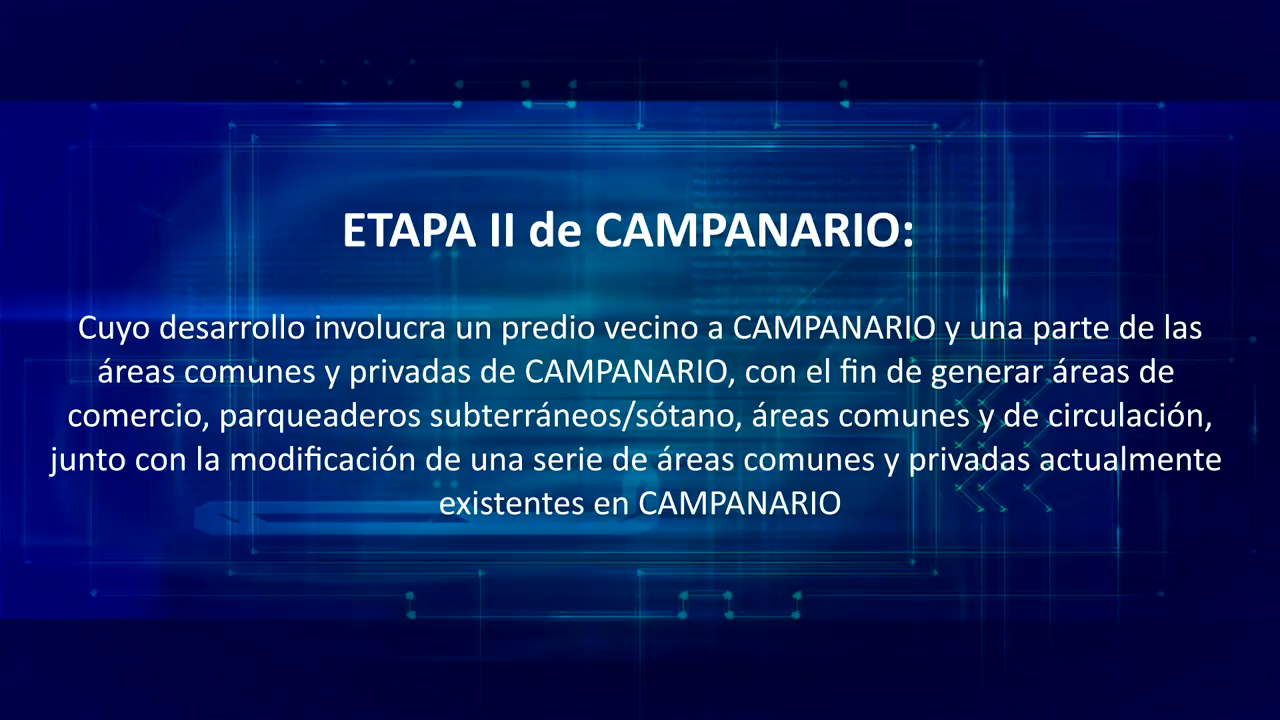 ETAPA II de CAMPANARIO:
Cuyo desarrollo involucra un predio vecino a CAMPANARIO y una parte de las
áreas comunes y privadas de CAMPANARIO, con el fin de generar áreas de
comercio, parqueaderos subterráneos/sótano, áreas comunes y de circulación,
junto con la modificación de una serie de áreas comunes y privadas actualmente
existentes en CAMPANARIO